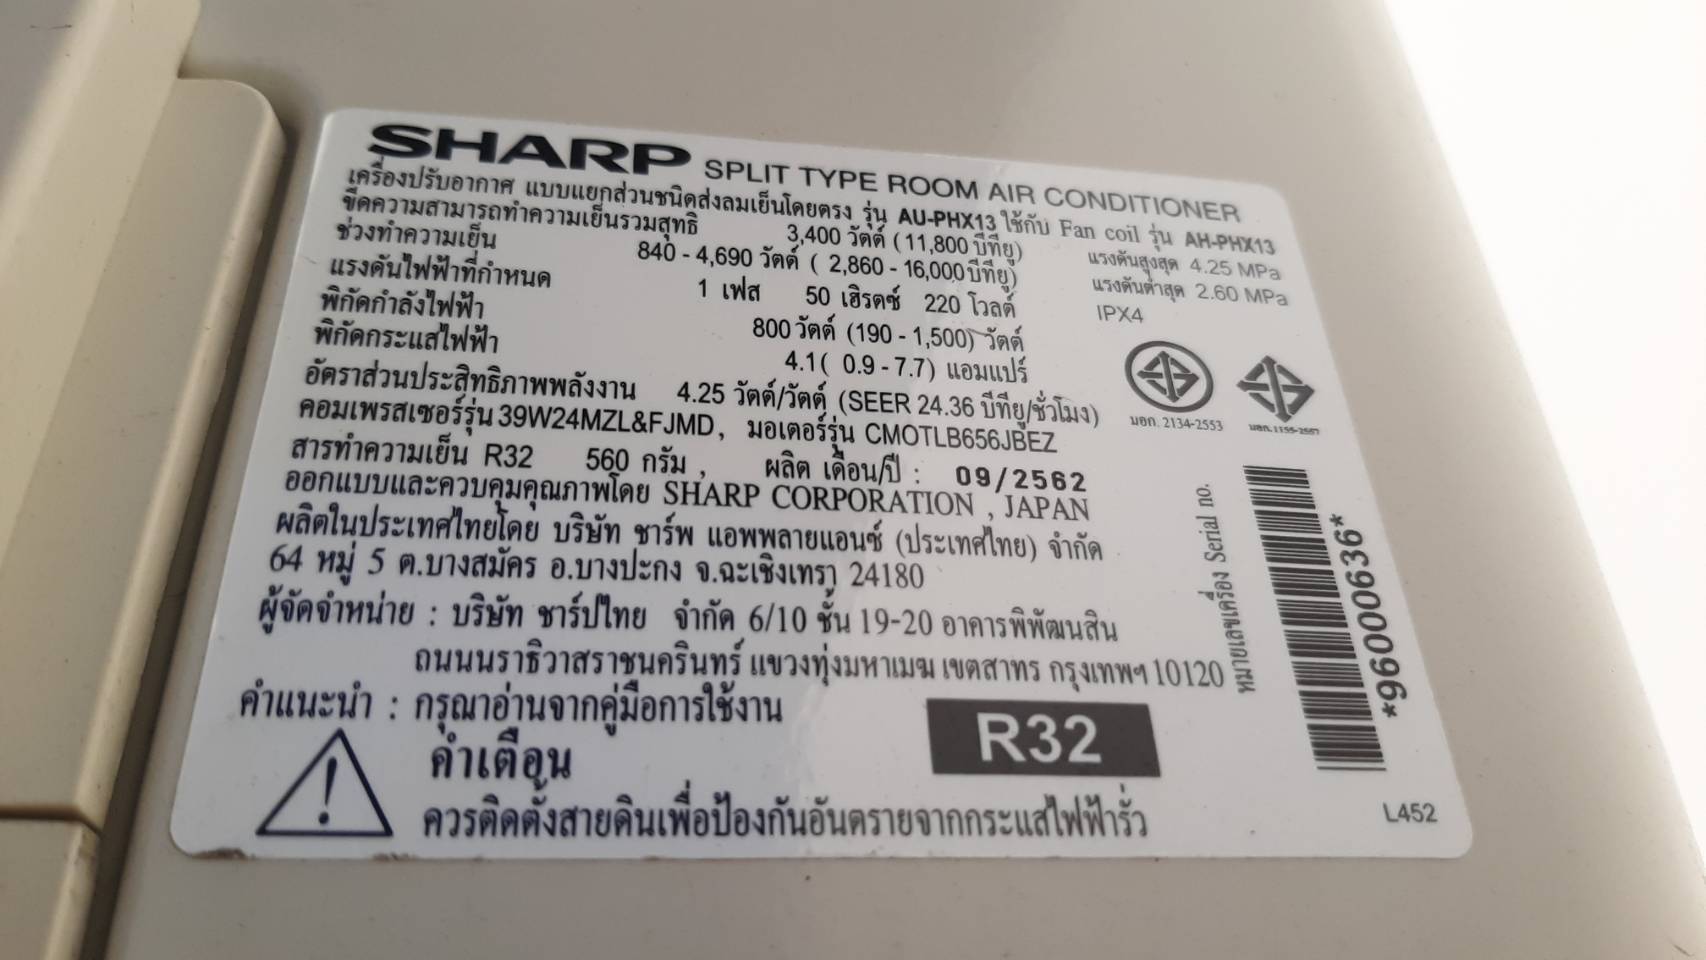 SHARP SPLIT TYPE ROOM AIR CONDITIONER
เครื่องปรับอากาศ แบบแยกส่วนชนิดส่งลมเย็นโดยตรง รุ่น AU-PHX13 ใช้กับ Fan coil รุ่น AH-PHX13
ขีดความสามารถทำความเย็นรวมสุทธิ 3,400 วัตต์ (11,800 บีทียู) แรงดันสูงสุด 4.25 MPa
ช่วงทำความเย็น 840 - 4,690 วัตต์ ( 2,860 - 16,000 บีทียู) แรงดันต่ำสุด 2.60 MPa
แรงดันไฟฟ้าที่กำหนด 1 เฟส 50 เฮิรตซ์ 220 โวลต์ IPX4
พิกัดกำลังไฟฟ้า 800 วัตต์ (190 - 1,500) วัตต์
พิกัดกระแสไฟฟ้า 4.1( 0.9 - 7.7) แอมแปร์
อัตราส่วนประสิทธิภาพพลังงาน 4.25 วัตต์/วัตต์ (SEER 24.36 บีทียู/ชั่วโมง)
มอก. 2134-2553 มอก.1155-2557
คอมเพรสเซอร์รุ่น 39W24MZL&FJMD, มอเตอร์รุ่น CMOTLB656JBEZ
สารทำความเย็น R32 560 กรัม , ผลิต เดือน/ปี : 09/2562
ออกแบบและควบคุมคุณภาพโดย SHARP CORPORATION , JAPAN
ผลิตในประเทศไทยโดย บริษัท ชาร์พ แอพพลายแอนซ์ (ประเทศไทย) จำกัด
64 หมู่ 5 ต.บางสมัคร อ.บางปะกง จ.ฉะเชิงเทรา 24180
ผู้จัดจำหน่าย : บริษัท ชาร์ปไทย จำกัด 6/10 ชั้น 19-20 อาคารพิพัฒนสิน
ถนนนราธิวาสราชนครินทร์ แขวงทุ่งมหาเมฆ เขตสาทร กรุงเทพฯ 10120
คำแนะนำ : กรุณาอ่านจากคู่มือการใช้งาน
R32
คำเตือน
ควรติดตั้งสายดินเพื่อป้องกันอันตรายจากกระแสไฟฟ้ารั่ว
หมายเลขเครื่อง Serial no.
*96000636*
L452